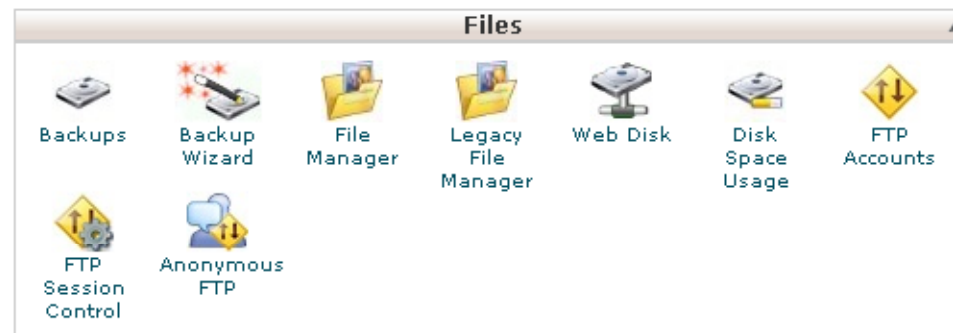 Files
Backups
Backup
Wizard
File
Manager
Legacy
File
Manager
Web Disk
Disk
Space
Usage
FTP
Accounts
FTP
Session
Control
Anonymous
FTP